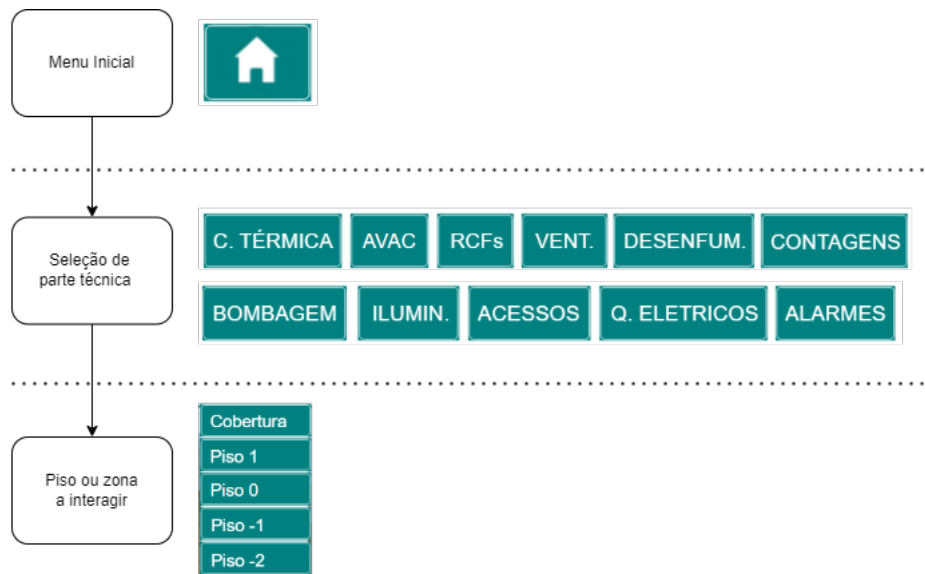 Menu Inicial
Seleção de
parte técnica
C. TÉRMICA AVAC RCFs VENT. DESENFUM. CONTAGENS
BOMBAGEM ILUMIN. ACESSOS Q. ELETRICOS ALARMES
Piso ou zona
a interagir
Cobertura
Piso 1
Piso 0
Piso -1
Piso -2